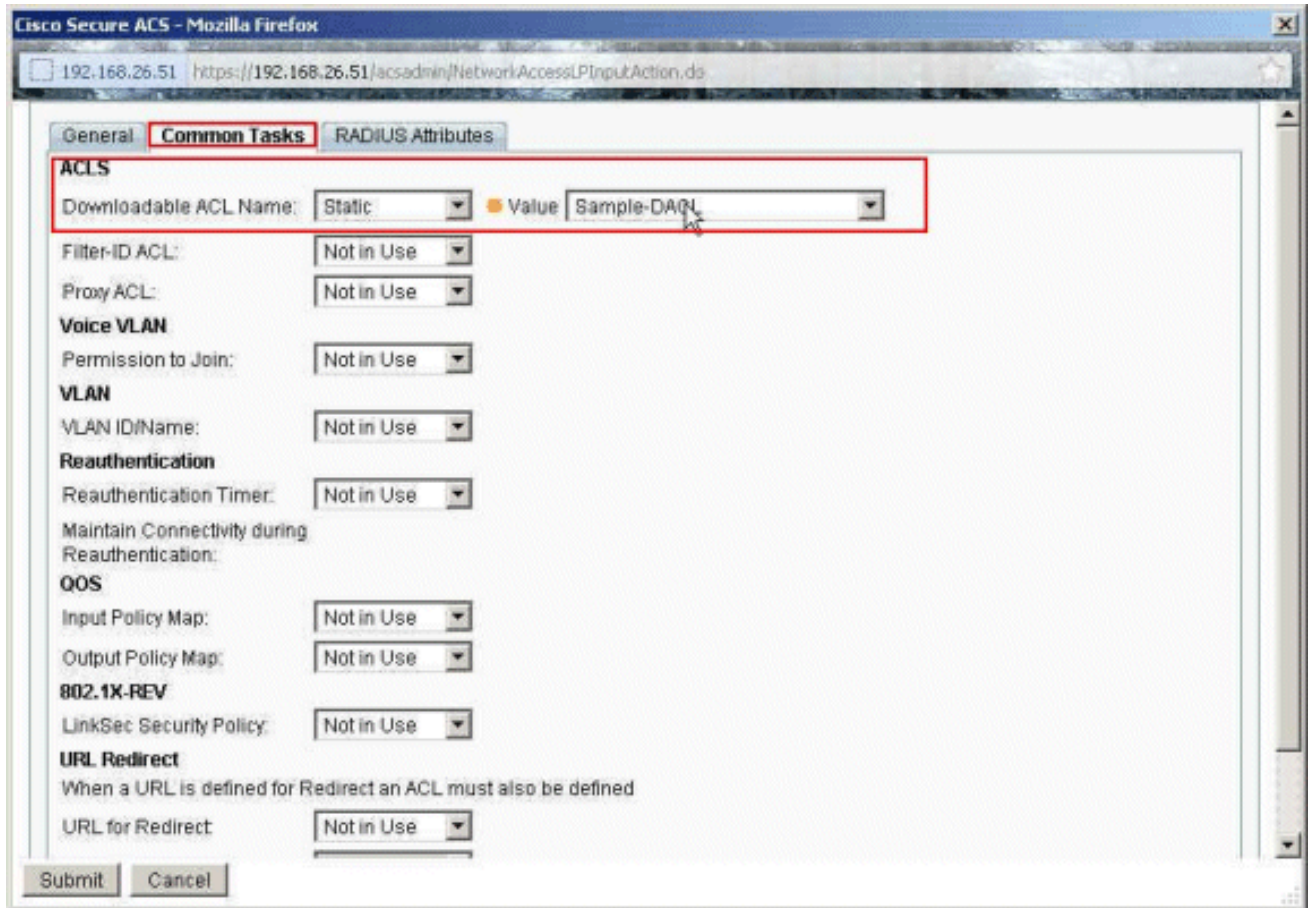 Cisco Secure ACS - Mozilla Firefox
192.168.26.51 https://192.168.26.51/acsadmin/NetworkAccessLPInputAction.do
General Common Tasks RADIUS Attributes
ACLS
Downloadable ACL Name: Static Value Sample-DACL
Filter-ID ACL: Not in Use
Proxy ACL: Not in Use
Voice VLAN
Permission to Join: Not in Use
VLAN
VLAN ID/Name: Not in Use
Reauthentication
Reauthentication Timer: Not in Use
Maintain Connectivity during
Reauthentication:
QOS
Input Policy Map: Not in Use
Output Policy Map: Not in Use
802.1X-REV
LinkSec Security Policy: Not in Use
URL Redirect
When a URL is defined for Redirect an ACL must also be defined
URL for Redirect: Not in Use
Submit Cancel